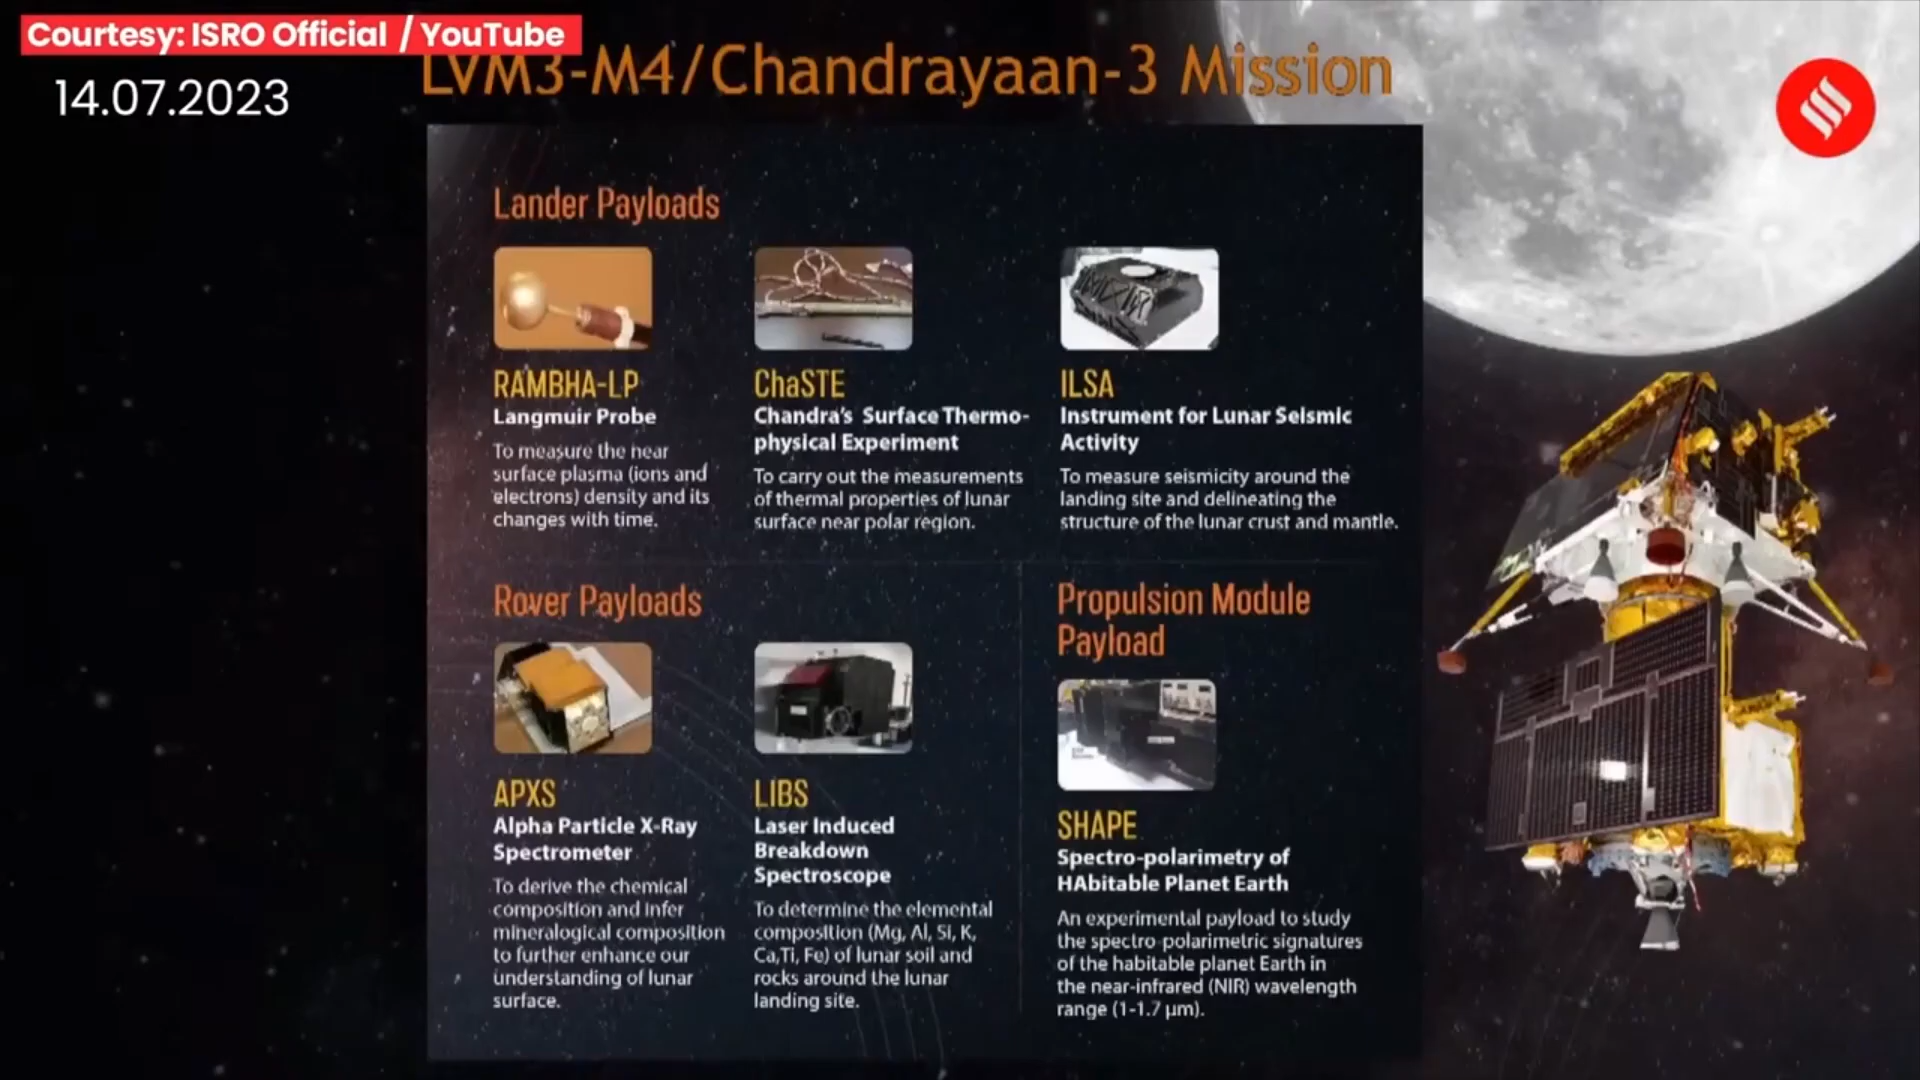 Courtesy: ISRO Official / YouTube
14.07.2023
LVM3-M4/Chandrayaan-3 Mission
Lander Payloads
RAMBHA-LP
Langmuir Probe
To measure the near
surface plasma (ions and
electrons) density and its
changes with time.
ChaSTE
Chandra's Surface Thermo-
physical Experiment
To carry out the measurements
of thermal properties of lunar
surface near polar region.
ILSA
Instrument for Lunar Seismic
Activity
To measure seismicity around the
landing site and delineating the
structure of the lunar crust and mantle.
Rover Payloads
APXS
Alpha Particle X-Ray
Spectrometer
To derive the chemical
composition and infer
mineralogical composition
to further enhance our
understanding of lunar
surface.
LIBS
Laser Induced
Breakdown
Spectroscope
To determine the elemental
composition (Mg, Al, Si, K,
Ca,Ti, Fe) of lunar soil and
rocks around the lunar
landing site.
Propulsion Module
Payload
SHAPE
Spectro-polarimetry of
HAbitable Planet Earth
An experimental payload to study
the spectro-polarimetric signatures
of the habitable planet Earth in
the near-infrared (NIR) wavelength
range (1-1.7 μm).